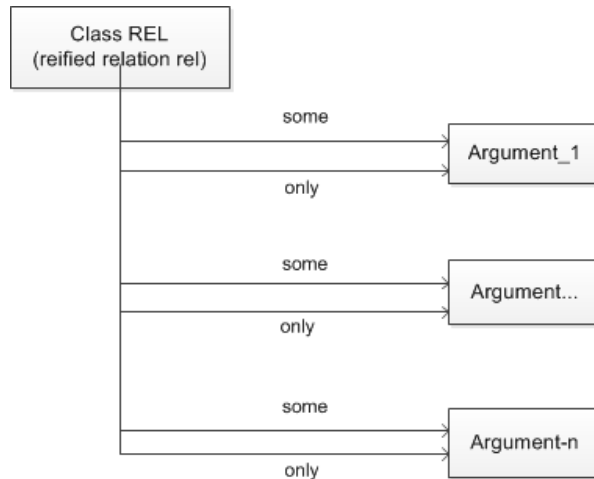 Class REL
(reified relation rel)
some
Argument_1
only
some
Argument...
only
some
Argument-n
only